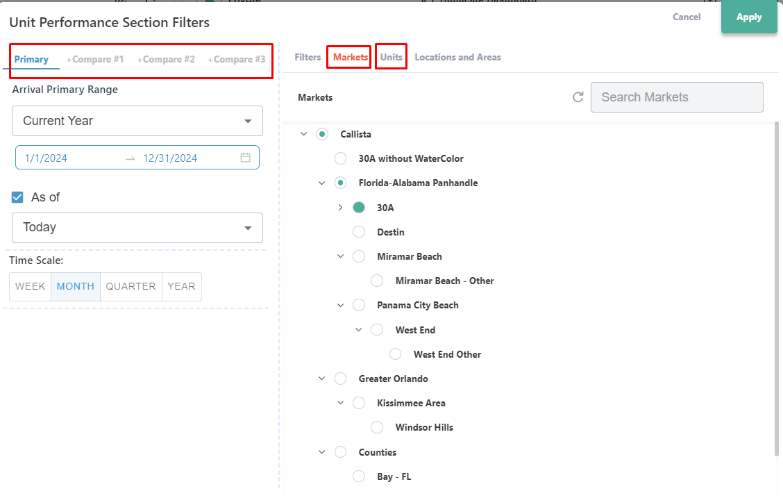 Unit Performance Section Filters
Cancel
Apply
Primary
+Compare #1
+Compare #2
+Compare #3
Arrival Primary Range
Current Year
1/1/2024 → 12/31/2024
As of
Today
Time Scale:
WEEK MONTH QUARTER YEAR
Filters Markets Units Locations and Areas
Markets
Search Markets
Callista
30A without WaterColor
Florida-Alabama Panhandle
30A
Destin
Miramar Beach
Miramar Beach - Other
Panama City Beach
West End
West End Other
Greater Orlando
Kissimmee Area
Windsor Hills
Counties
Bay - FL